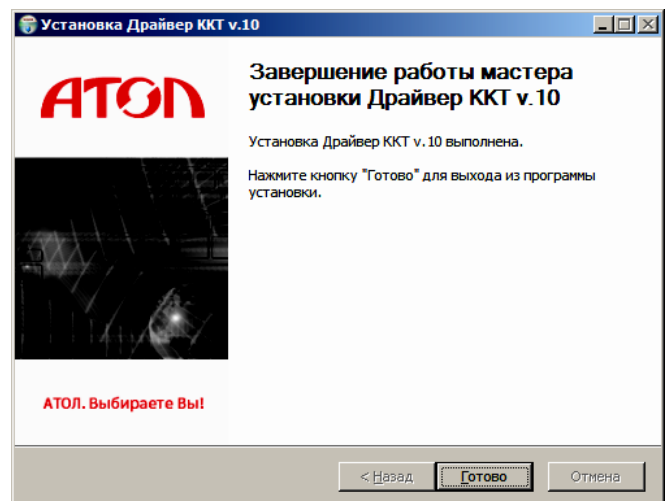 Установка Драйвер ККТ v.10
АТОЛ
Завершение работы мастера
установки Драйвер ККТ v.10
Установка Драйвер ККТ v.10 выполнена.
Нажмите кнопку "Готово" для выхода из программы
установки.
АТОЛ. Выбираете Вы!
< Назад
Готово
Отмена